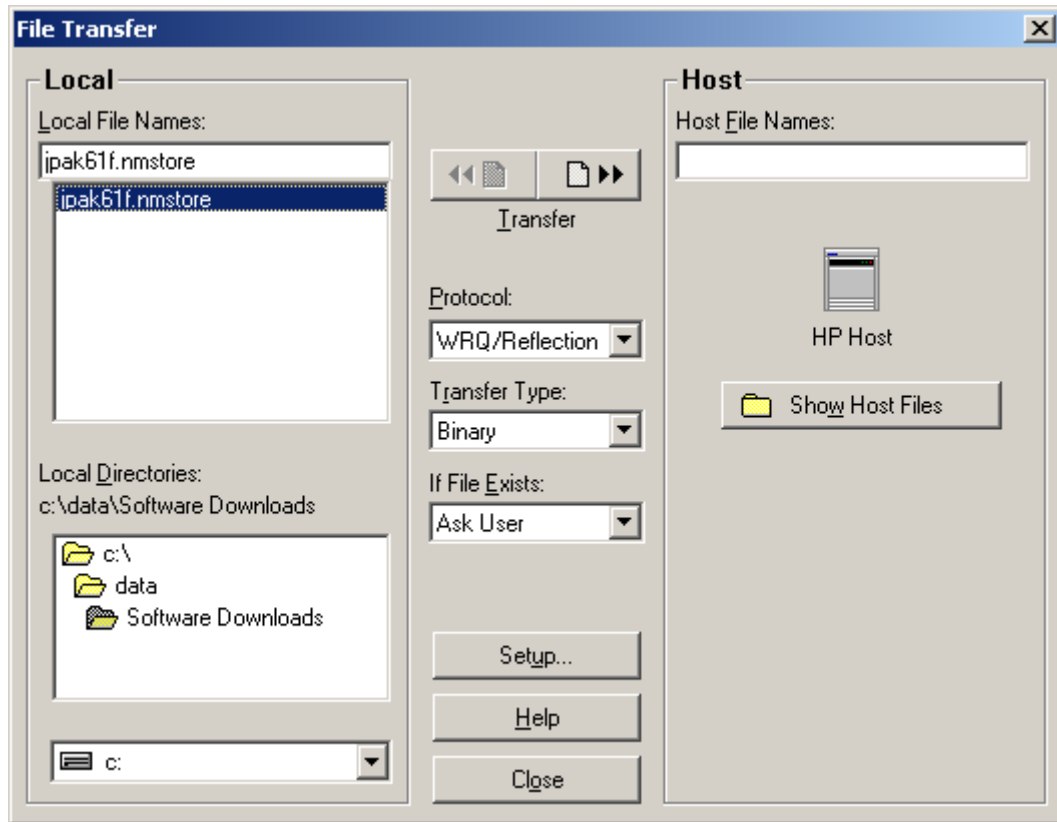 File Transfer
Local
Local File Names:
jpak61f.nmstore
jpak61f.nmstore
Local Directories:
c:\data\Software Downloads
c:\
data
Software Downloads
c:
Transfer
Protocol:
WRQ/Reflection
Transfer Type:
Binary
If File Exists:
Ask User
Setup...
Help
Close
Host
Host File Names:
HP Host
Show Host Files